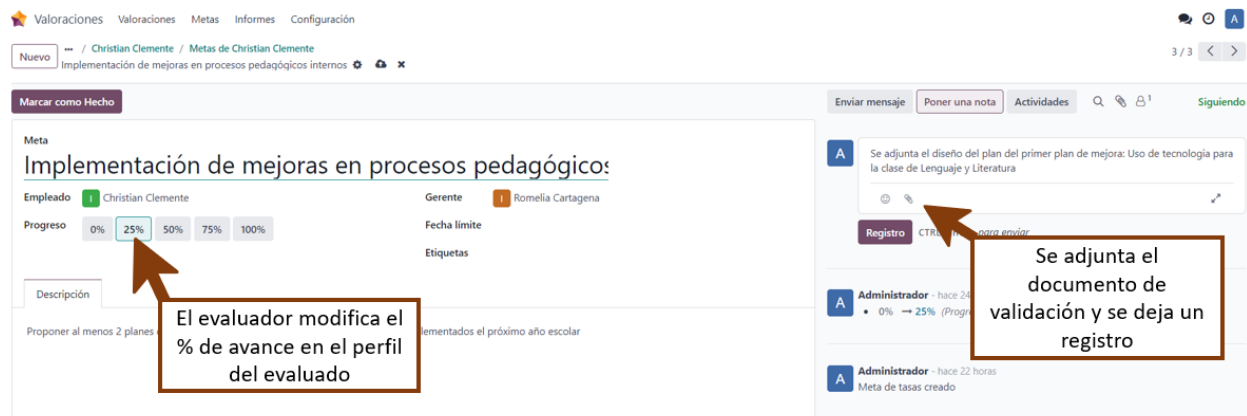 Valoraciones Valoraciones Metas Informes Configuración A
Nuevo ••• / Christian Clemente / Metas de Christian Clemente
Implementación de mejoras en procesos pedagógicos internos
3 / 3
Marcar como Hecho
Enviar mensaje Poner una nota Actividades 1 Siguiendo
Meta
Implementación de mejoras en procesos pedagógicos
Empleado I Christian Clemente
Gerente I Romelia Cartagena
Progreso 0% 25% 50% 75% 100%
Fecha límite
Etiquetas
Descripción
Proponer al menos 2 planes
lementados el próximo año escolar
El evaluador modifica el
% de avance en el perfil
del evaluado
A
Se adjunta el diseño del plan del primer plan de mejora: Uso de tecnología para
la clase de Lenguaje y Literatura
Registro CTRL para enviar
Se adjunta el
documento de
validación y se deja un
registro
A Administrador - hace 24
• 0% → 25% (Progr
A Administrador - hace 22 horas
Meta de tasas creado